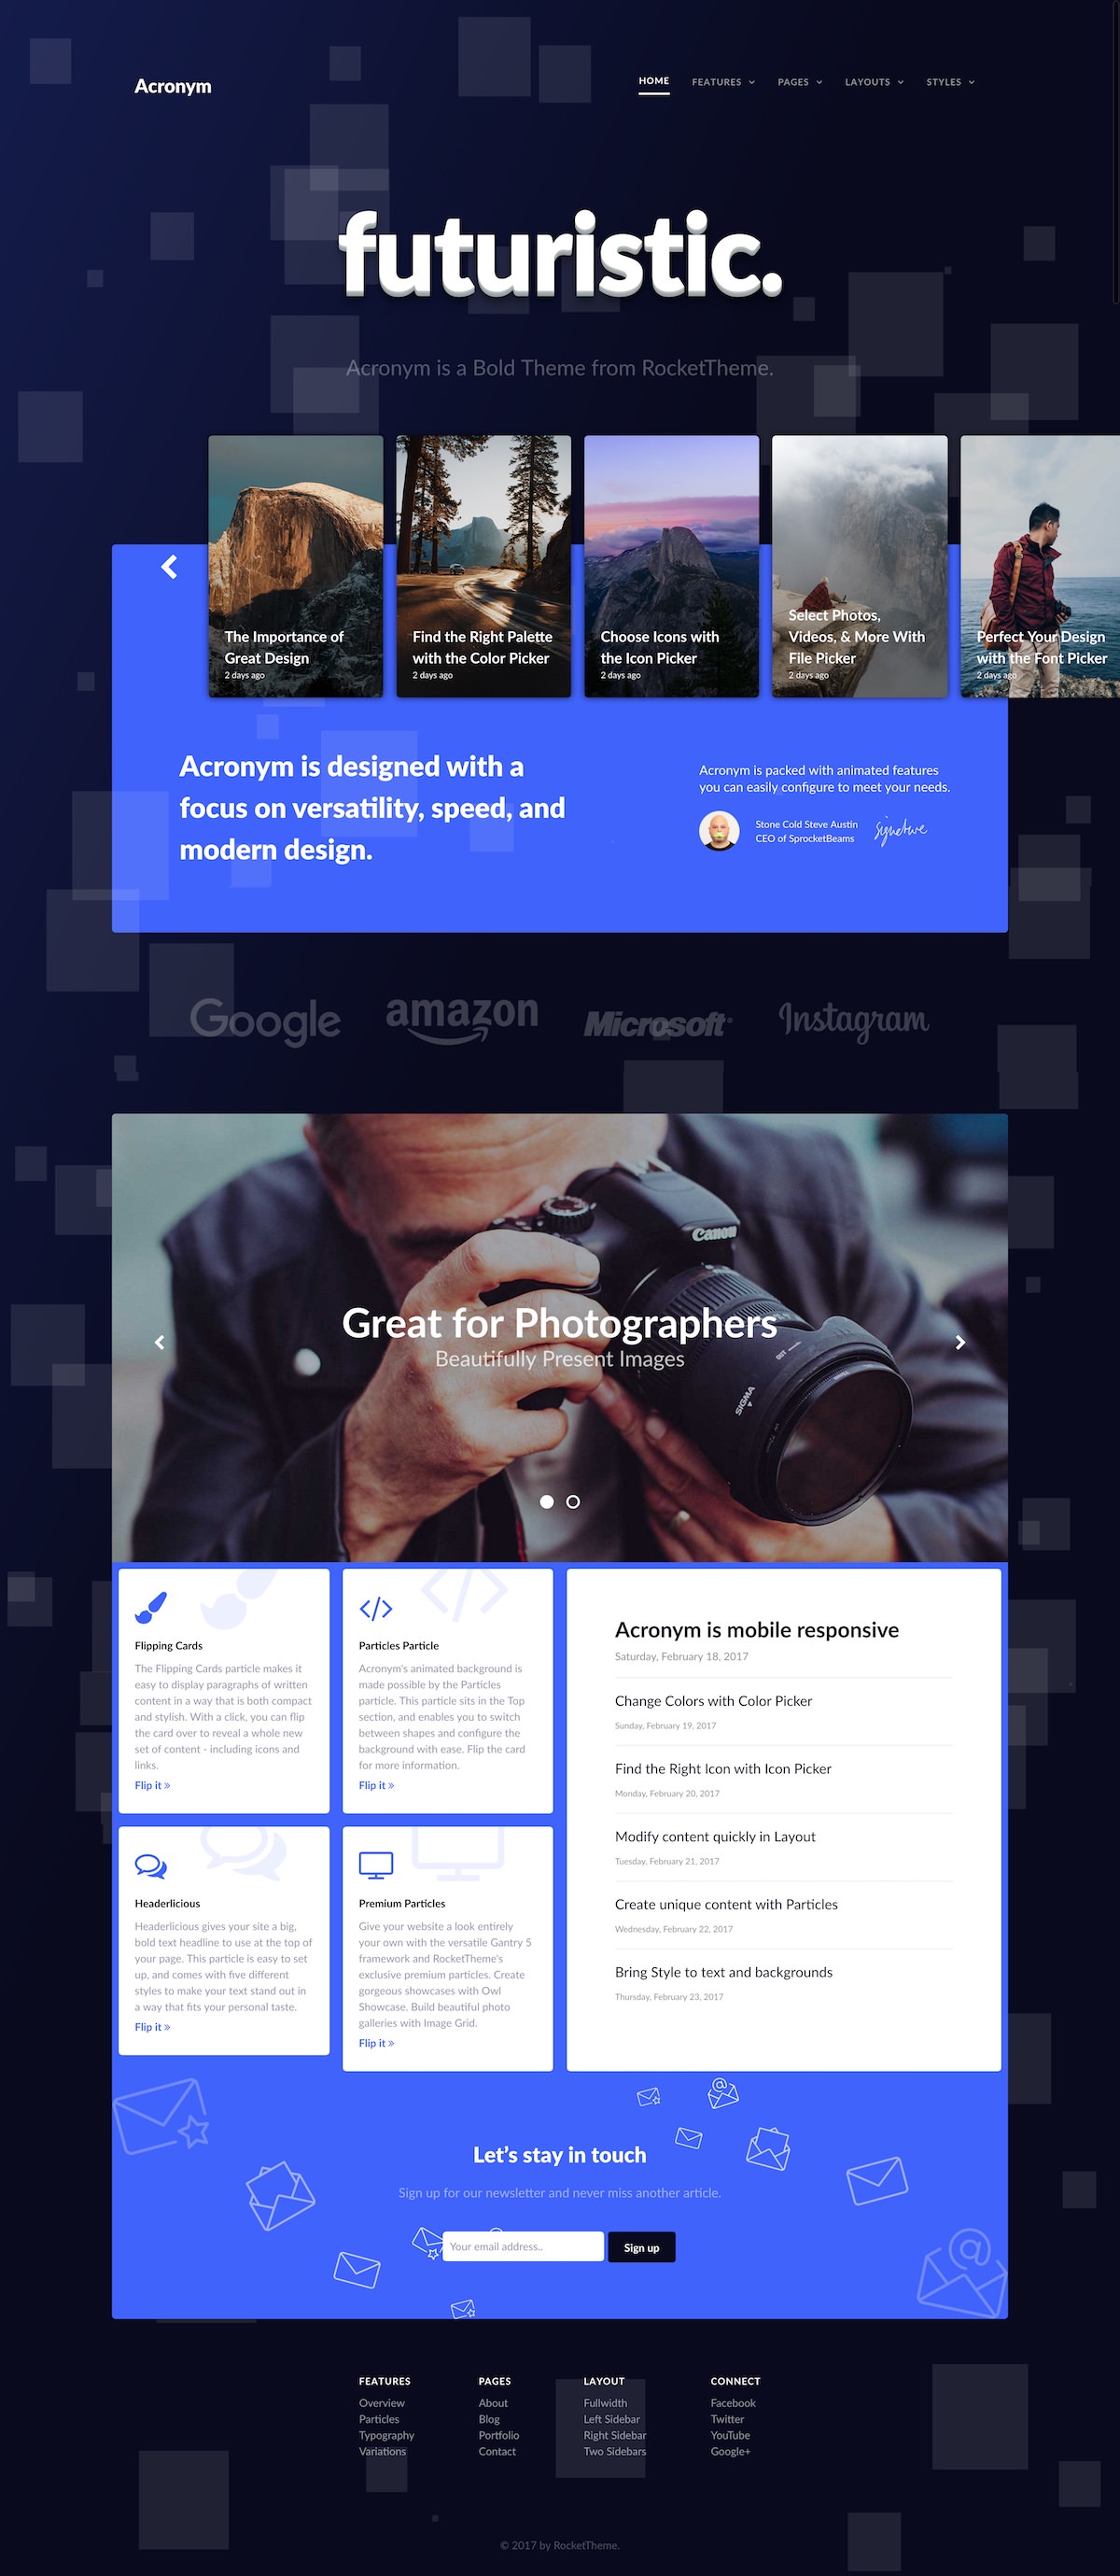 Acronym
HOME
FEATURES
PAGES
LAYOUTS
STYLES
futuristic.
Acronym is a Bold Theme from RocketTheme.
The Importance of
Great Design
2 days ago
Find the Right Palette
with the Color Picker
2 days ago
Choose Icons with
the Icon Picker
2 days ago
Select Photos,
Videos, & More With
File Picker
2 days ago
Perfect Your Design
with the Font Picker
2 days ago
Acronym is designed with a
focus on versatility, speed, and
modern design.
Acronym is packed with animated features
you can easily configure to meet your needs.
Stone Cold Steve Austin
CEO of SprocketBeams
signature
Google
amazon
Microsoft
Instagram
Canon
Great for Photographers
Beautifully Present Images
OUT
SIGMA
Flipping Cards
The Flipping Cards particle makes it
easy to display paragraphs of written
content in a way that is both compact
and stylish. With a click, you can flip
the card over to reveal a whole new
set of content - including icons and
links.
Flip it »
Particles Particle
Acronym's animated background is
made possible by the Particles
particle. This particle sits in the Top
section, and enables you to switch
between shapes and configure the
background with ease. Flip the card
for more information.
Flip it »
Headerlicious
Headerlicious gives your site a big,
bold text headline to use at the top of
your page. This particle is easy to set
up, and comes with five different
styles to make your text stand out in
a way that fits your personal taste.
Flip it »
Premium Particles
Give your website a look entirely
your own with the versatile Gantry 5
framework and RocketTheme's
exclusive premium particles. Create
gorgeous showcases with Owl
Showcase. Build beautiful photo
galleries with Image Grid.
Flip it »
Acronym is mobile responsive
Saturday, February 18, 2017
Change Colors with Color Picker
Sunday, February 19, 2017
Find the Right Icon with Icon Picker
Monday, February 20, 2017
Modify content quickly in Layout
Tuesday, February 21, 2017
Create unique content with Particles
Wednesday, February 22, 2017
Bring Style to text and backgrounds
Thursday, February 23, 2017
Let's stay in touch
Sign up for our newsletter and never miss another article.
Your email address..
Sign up
FEATURES
Overview
Particles
Typography
Variations
PAGES
About
Blog
Portfolio
Contact
LAYOUT
Fullwidth
Left Sidebar
Right Sidebar
Two Sidebars
CONNECT
Facebook
Twitter
YouTube
Google+
© 2017 by RocketTheme.